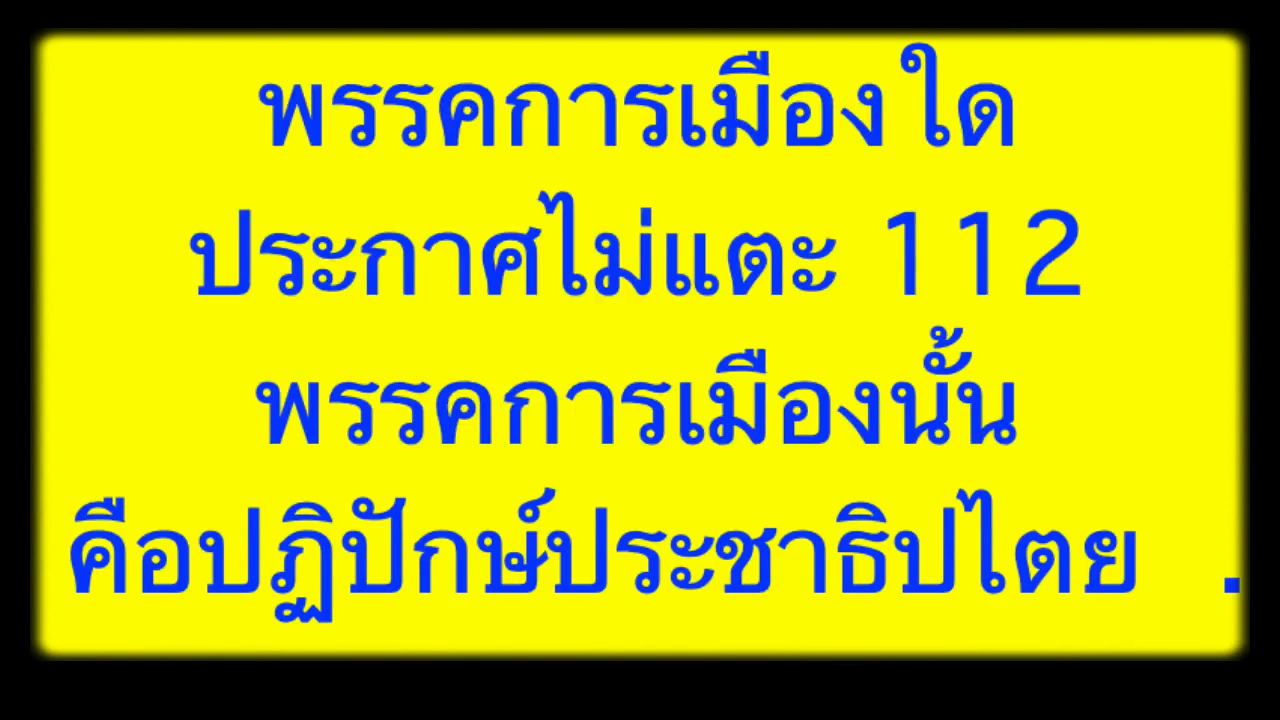 พรรคการเมืองใด
ประกาศไม่แตะ 112
พรรคการเมืองนั้น
คือปฏิปักษ์ประชาธิปไตย .